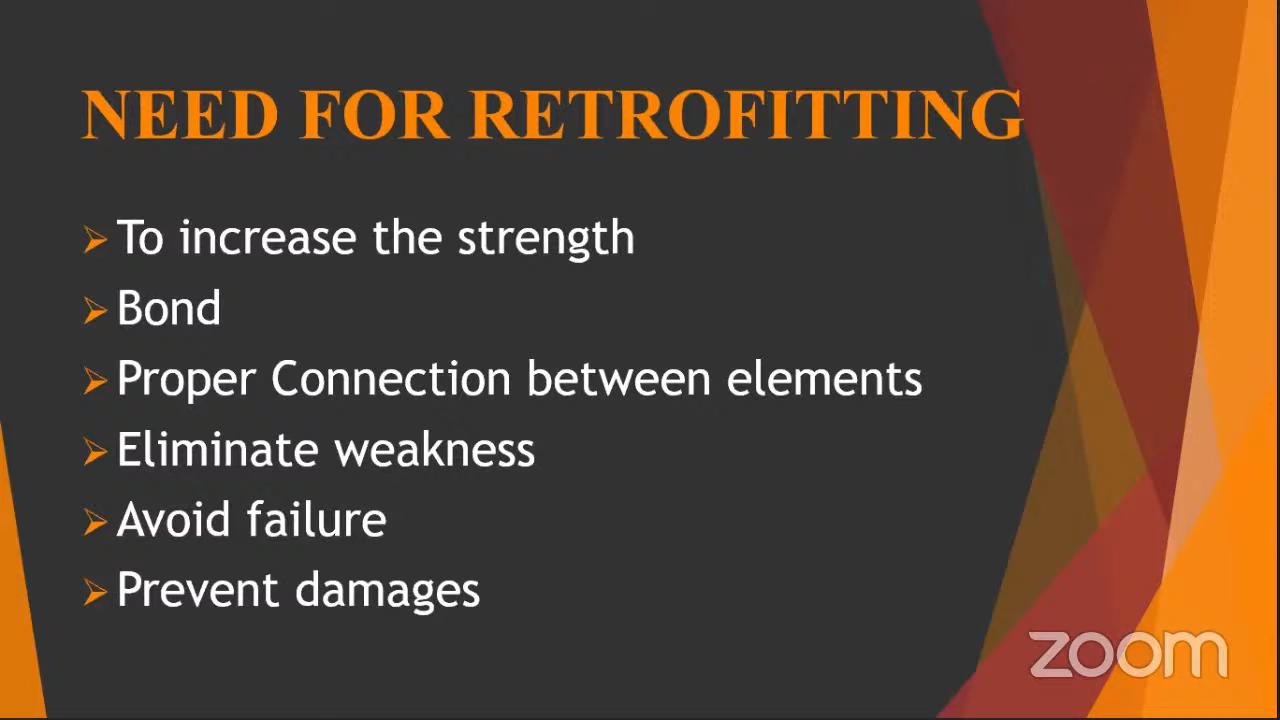 NEED FOR RETROFITTING
To increase the strength
Bond
Proper Connection between elements
Eliminate weakness
Avoid failure
Prevent damages
zoom